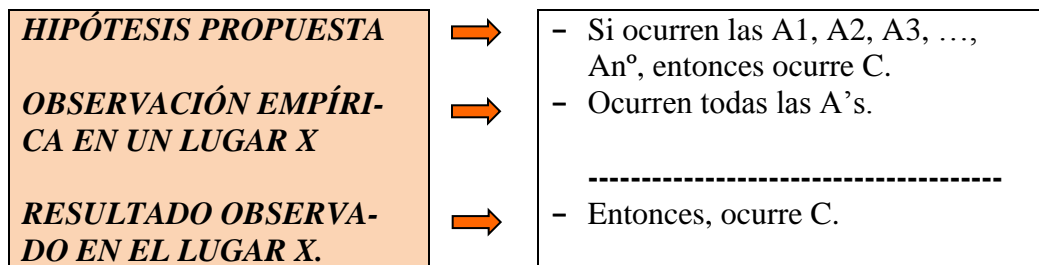 HIPÓTESIS PROPUESTA
OBSERVACIÓN EMPÍRI-
CA EN UN LUGAR X
RESULTADO OBSERVA-
DO EN EL LUGAR X.
- Si ocurren las A1, A2, A3, …,
Anº, entonces ocurre C.
- Ocurren todas las A’s.
---------------------------------------
- Entonces, ocurre C.